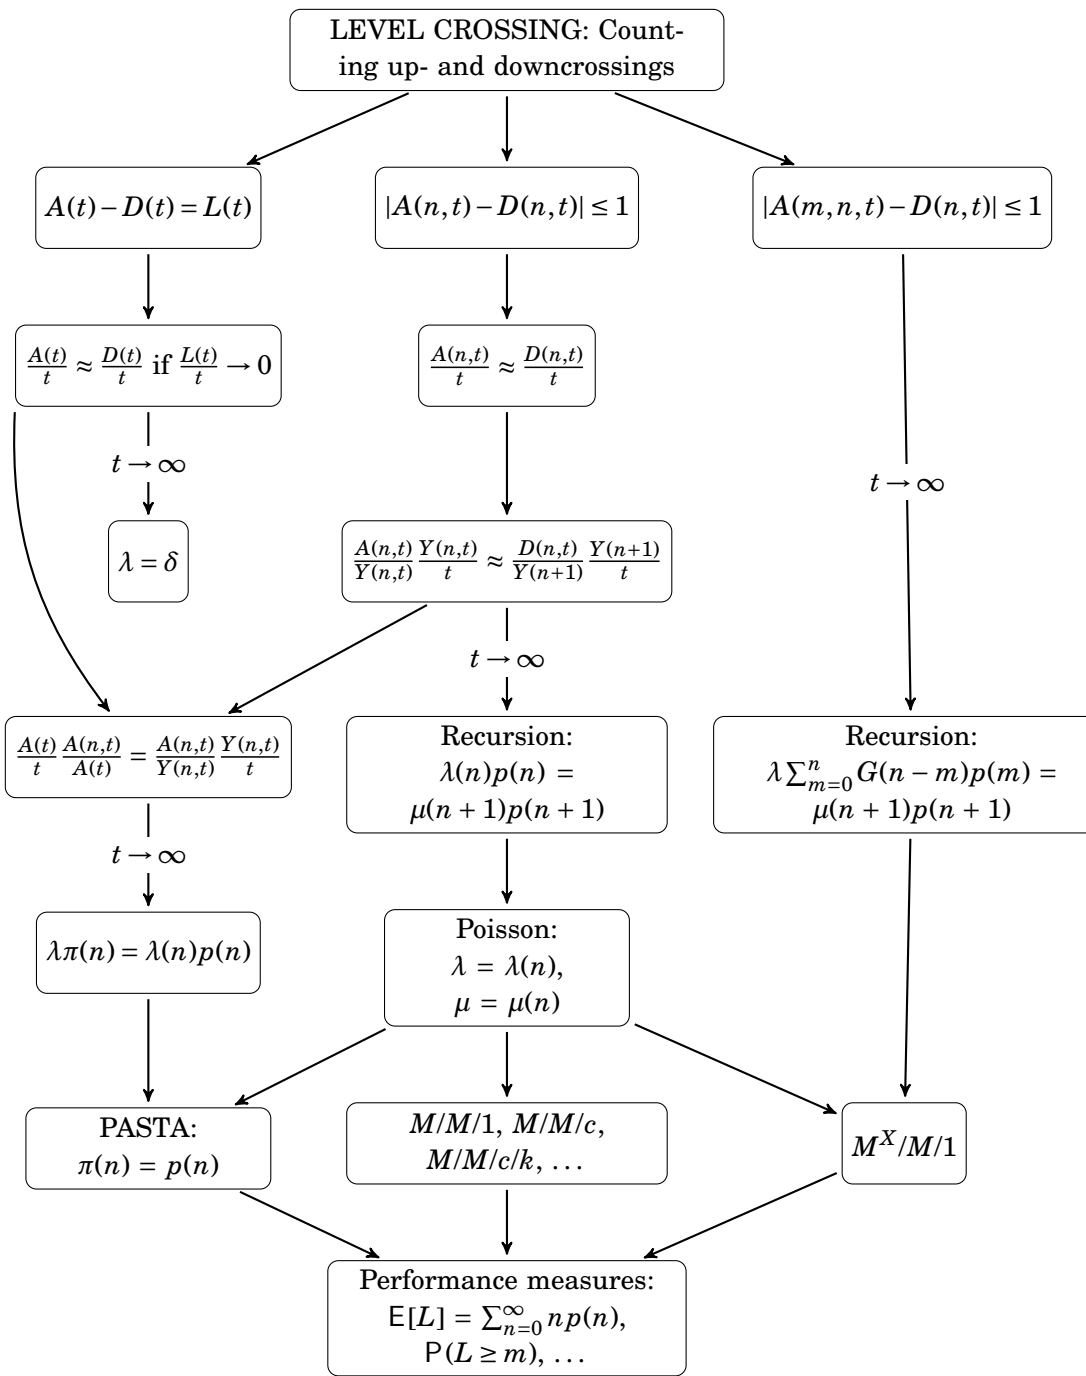 LEVEL CROSSING: Count-
ing up- and downcrossings
A(t) − D(t) = L(t)
|A(n,t) − D(n,t)| ≤ 1
|A(m,n,t) − D(n,t)| ≤ 1
A(t)/t ≈ D(t)/t if L(t)/t → 0
A(n,t)/t ≈ D(n,t)/t
t → ∞
t → ∞
λ = δ
A(n,t)/Y(n,t) Y(n,t)/t ≈ D(n,t)/Y(n+1) Y(n+1)/t
t → ∞
A(t)/t A(n,t)/A(t) = A(n,t)/Y(n,t) Y(n,t)/t
Recursion:
λ(n)p(n) =
μ(n + 1)p(n + 1)
Recursion:
λ∑_{m=0}^{n} G(n − m)p(m) =
μ(n + 1)p(n + 1)
t → ∞
λπ(n) = λ(n)p(n)
Poisson:
λ = λ(n),
μ = μ(n)
PASTA:
π(n) = p(n)
M/M/1, M/M/c,
M/M/c/k, …
M^X/M/1
Performance measures:
E[L] = ∑_{n=0}^{∞} np(n),
P(L ≥ m), …